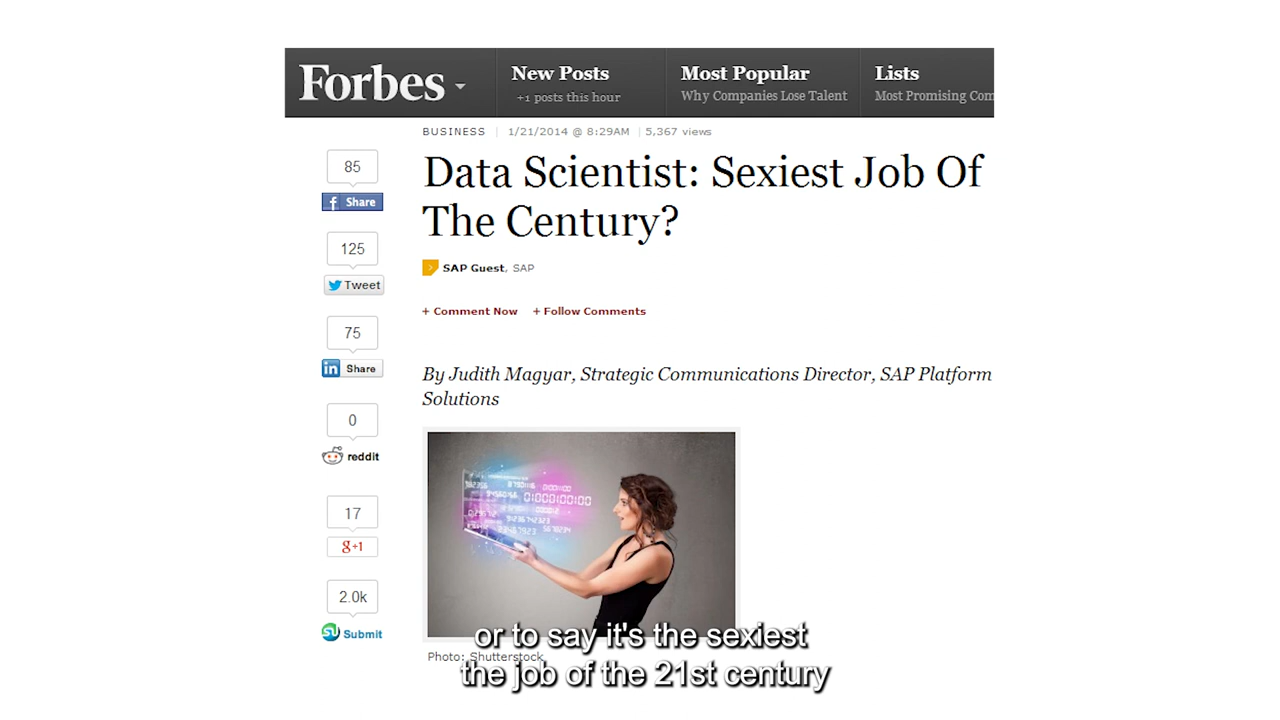 Forbes
New Posts
+1 posts this hour
Most Popular
Why Companies Lose Talent
Lists
Most Promising Com
BUSINESS 1/21/2014 @ 8:29AM 5,367 views
Data Scientist: Sexiest Job Of
The Century?
SAP Guest, SAP
+ Comment Now + Follow Comments
By Judith Magyar, Strategic Communications Director, SAP Platform
Solutions
85
Share
125
Tweet
75
in Share
0
reddit
17
g+1
2.0k
Submit
01000100100
Photo: Shutterstock
or to say it's the sexiest
the job of the 21st century